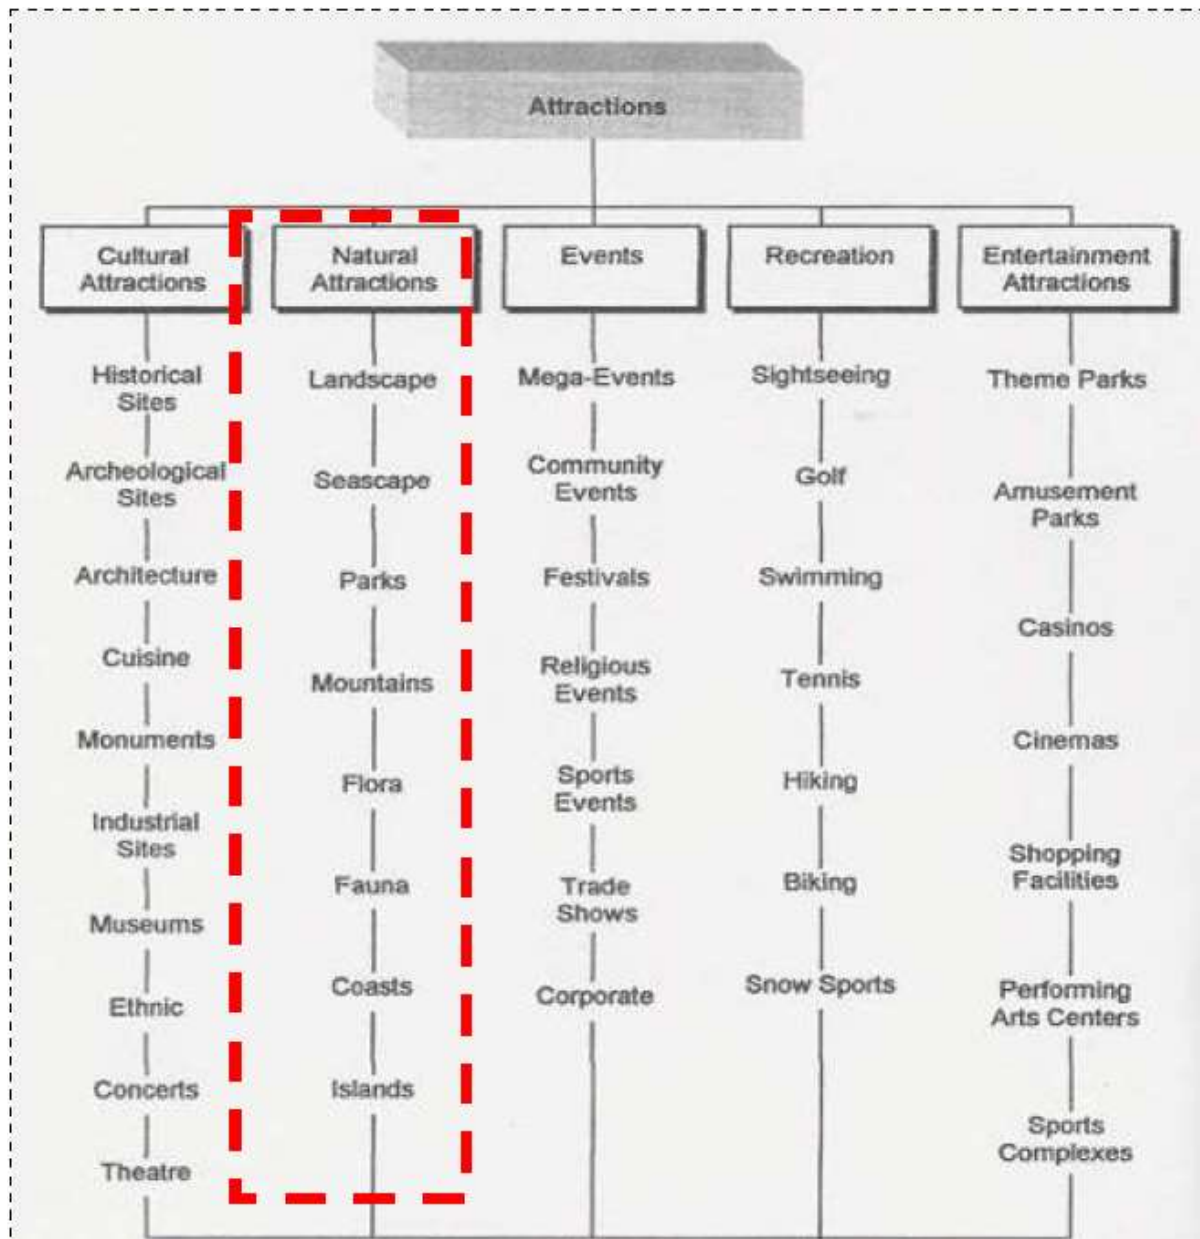 Attractions
Cultural
Attractions
Historical
Sites
Archeological
Sites
Architecture
Cuisine
Monuments
Industrial
Sites
Museums
Ethnic
Concerts
Theatre
Natural
Attractions
Landscape
Seascape
Parks
Mountains
Flora
Fauna
Coasts
Islands
Events
Mega-Events
Community
Events
Festivals
Religious
Events
Sports
Events
Trade
Shows
Corporate
Recreation
Sightseeing
Golf
Swimming
Tennis
Hiking
Biking
Snow Sports
Entertainment
Attractions
Theme Parks
Amusement
Parks
Casinos
Cinemas
Shopping
Facilities
Performing
Arts Centers
Sports
Complexes